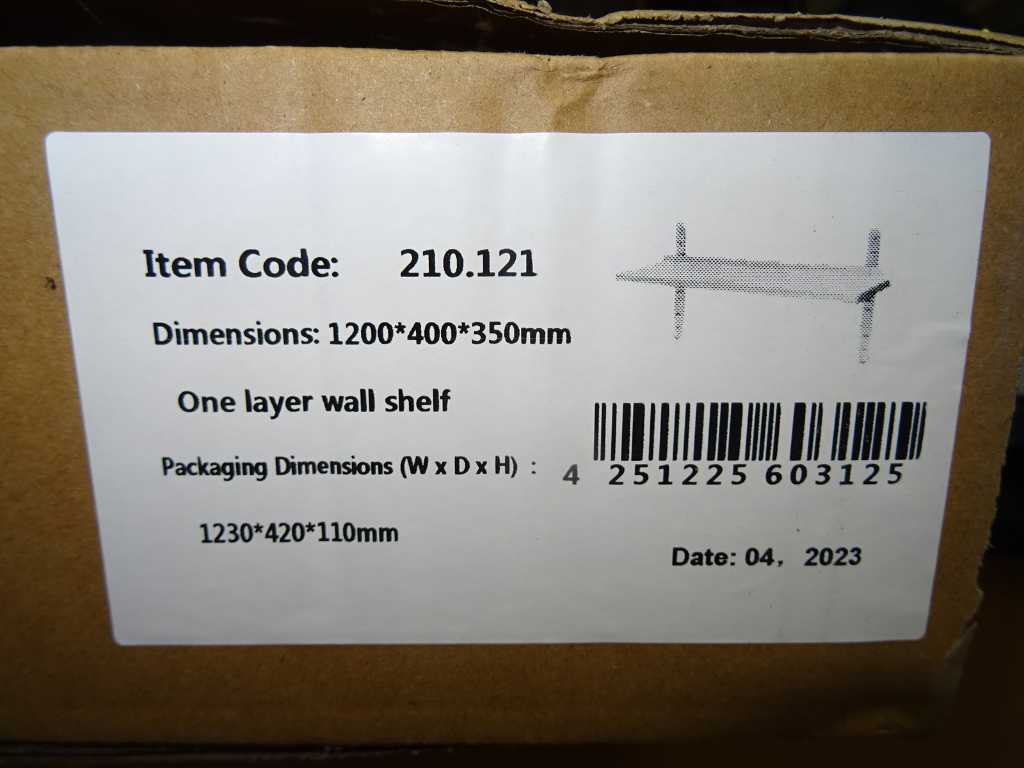 Item Code: 210.121
Dimensions: 1200*400*350mm
One layer wall shelf
Packaging Dimensions (W x D x H) :
1230*420*110mm
4 251225 603125
Date: 04, 2023